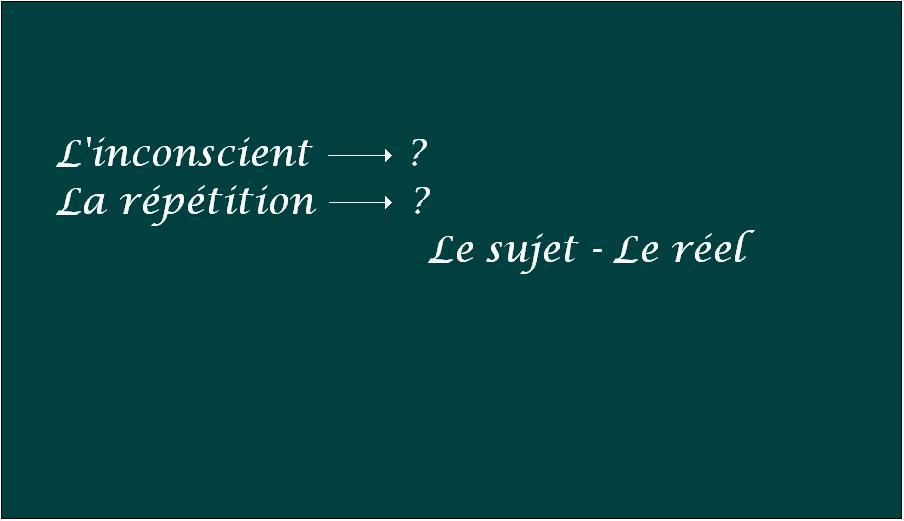 L'inconscient → ?
La répétition → ?
Le sujet - Le réel